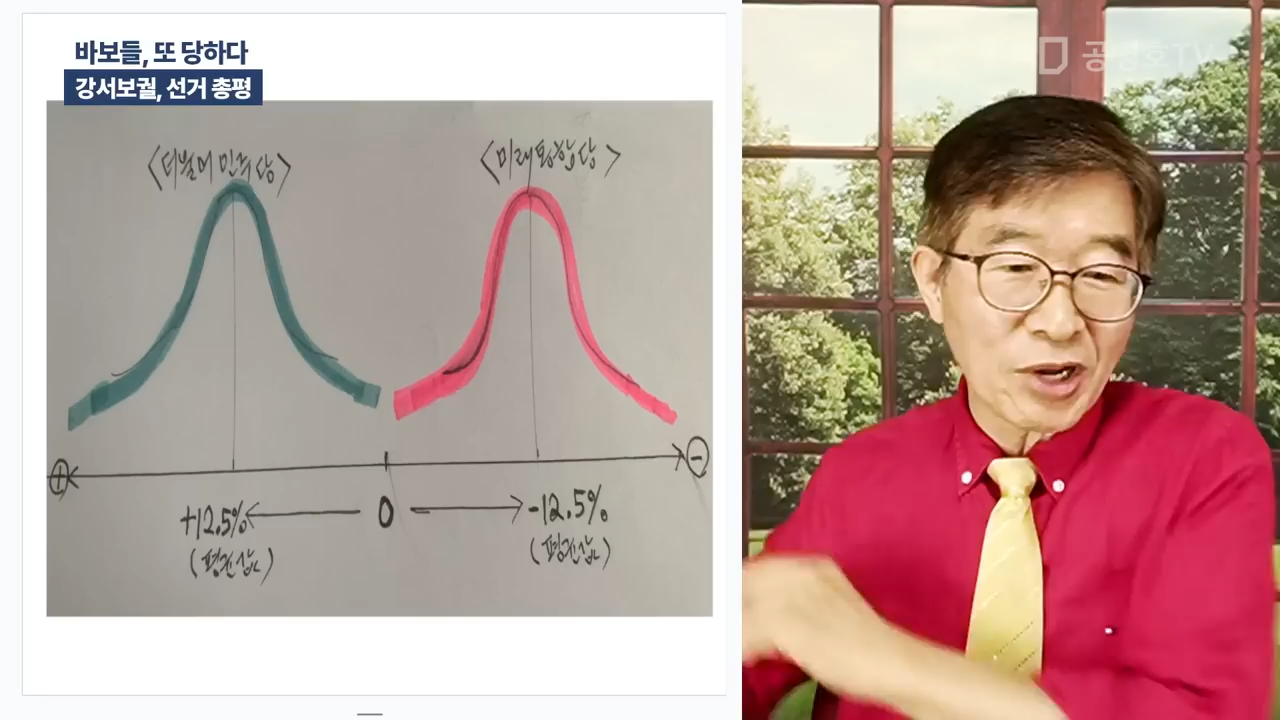 바보들, 또 당하다
강서보궐, 선거 총평
공병호TV
<더불어 민주당>
<미래통합당>
+
-
+12.5%
0
-12.5%
(평균값)
(평균값)